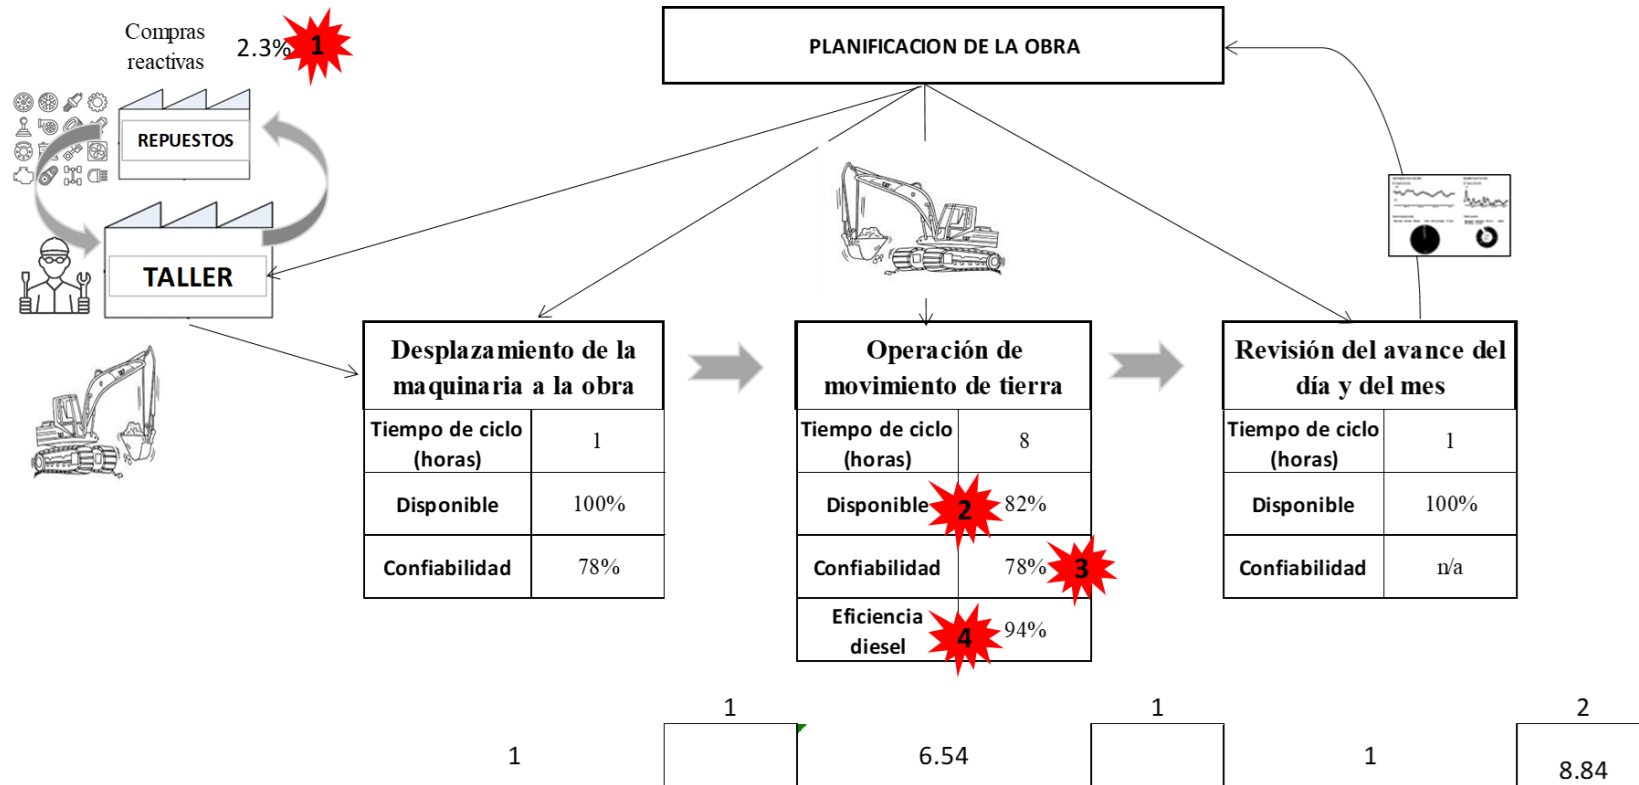 Compras
reactivas
2.3%
1
PLANIFICACION DE LA OBRA
REPUESTOS
TALLER
Desplazamiento de la
maquinaria a la obra
Tiempo de ciclo
(horas)
1
Disponible
100%
Confiabilidad
78%
Operación de
movimiento de tierra
Tiempo de ciclo
(horas)
8
Disponible
2
82%
Confiabilidad
78%
3
Eficiencia
diesel
4
94%
Revisión del avance del
día y del mes
Tiempo de ciclo
(horas)
1
Disponible
100%
Confiabilidad
n/a
1
1
2
1
6.54
1
8.84